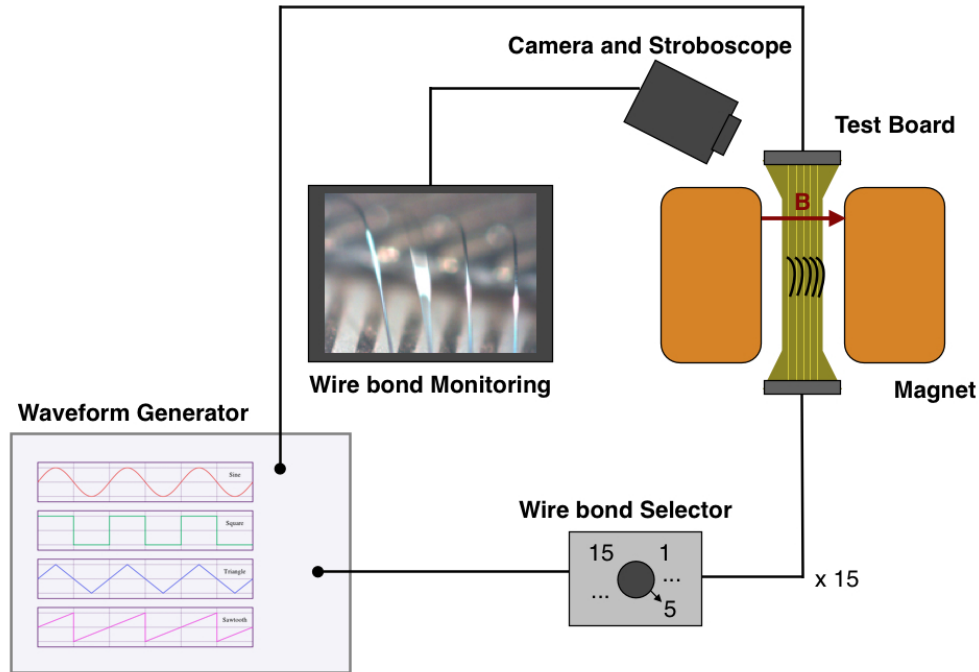 Camera and Stroboscope
Test Board
B
Wire bond Monitoring
Magnet
Waveform Generator
Sine
Square
Triangle
Sawtooth
Wire bond Selector
15 1
... ...
5
x 15